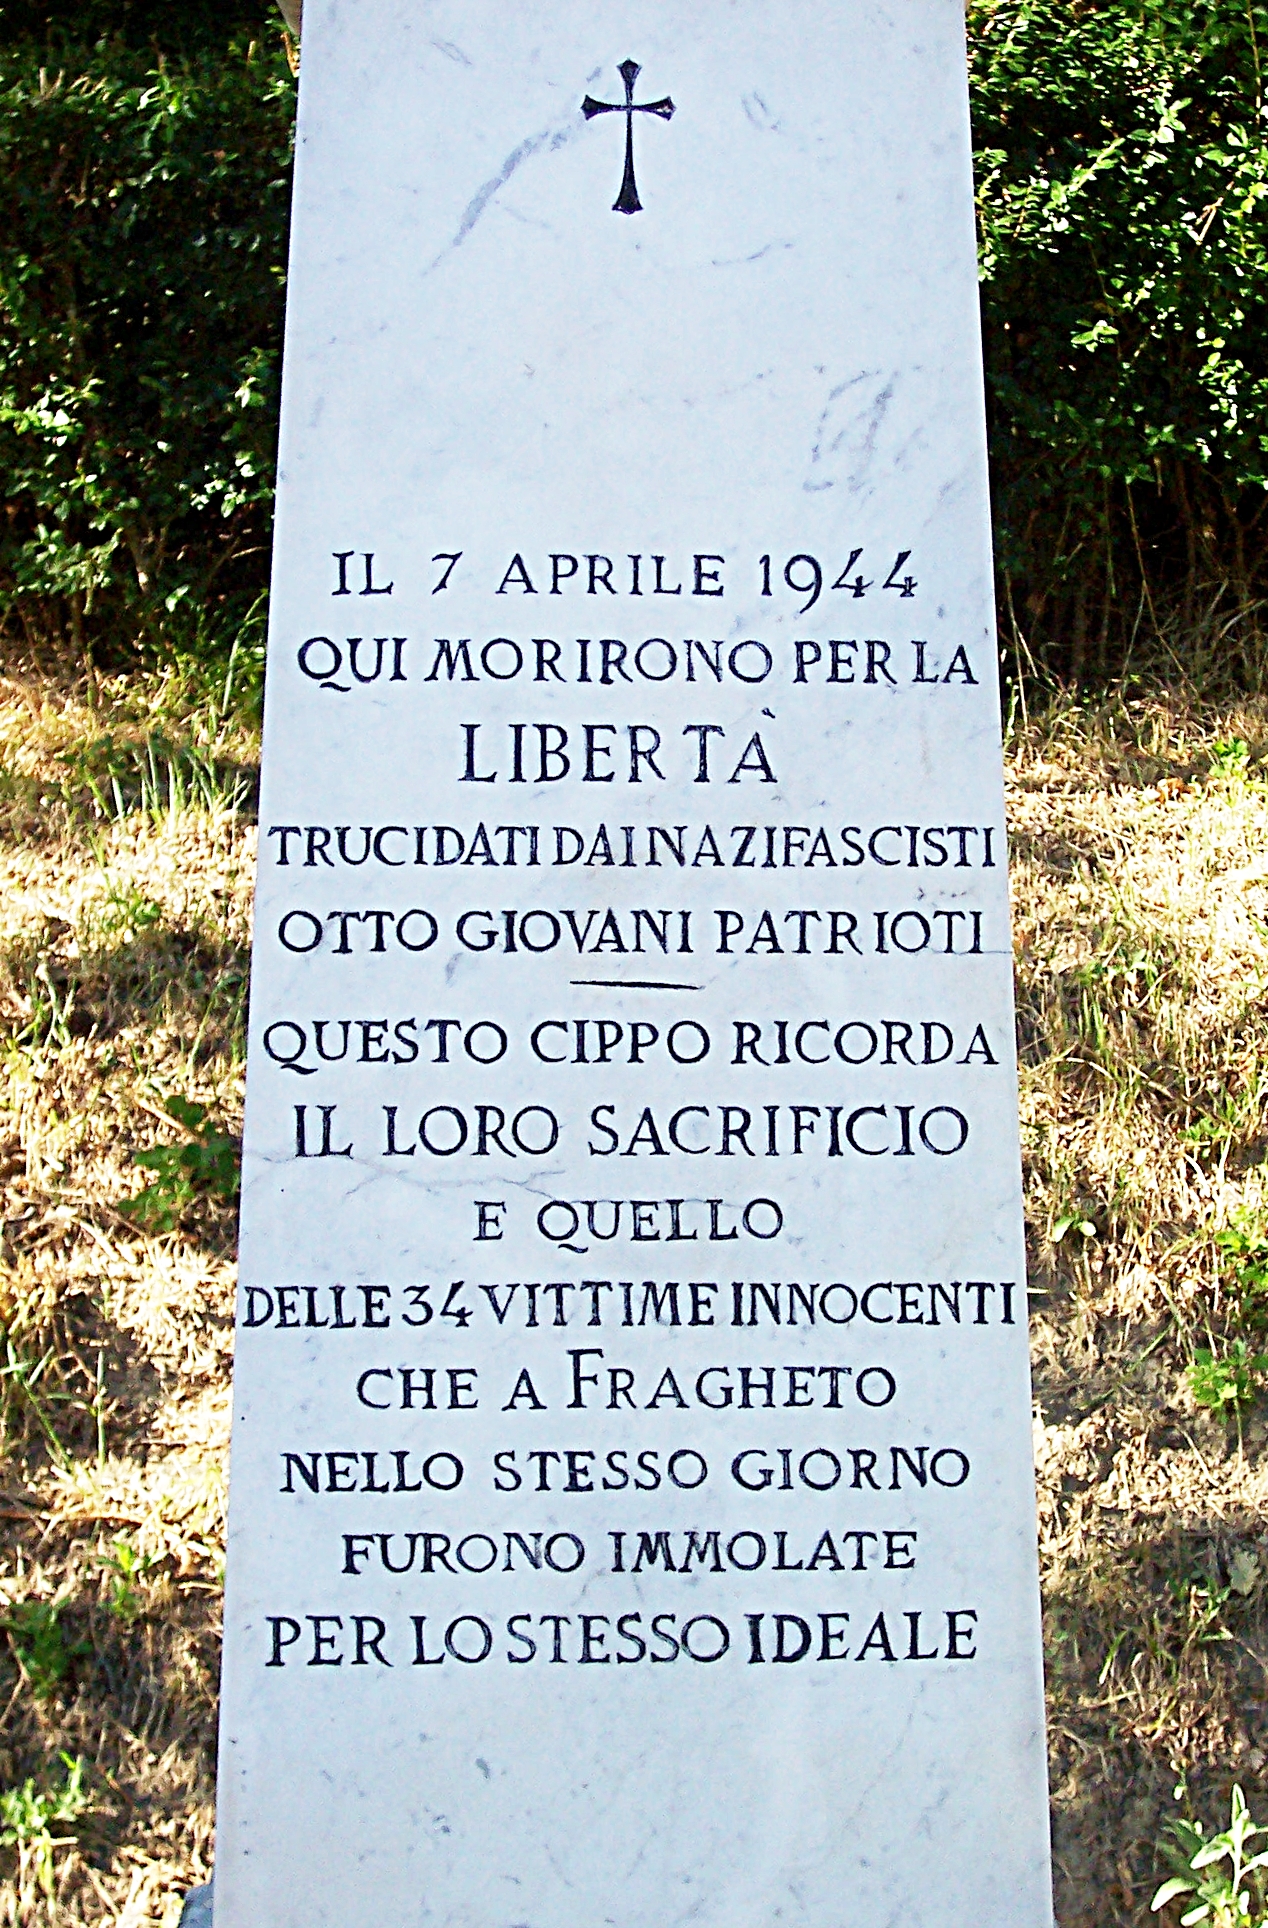 IL 7 APRILE 1944
QUI MORIRONO PER LA
LIBERTÀ
TRUCIDATI DAI NAZIFASCISTI
OTTO GIOVANI PATRIOTI
QUESTO CIPPO RICORDA
IL LORO SACRIFICIO
E QUELLO
DELLE 34 VITTIME INNOCENTI
CHE A FRAGHETO
NELLO STESSO GIORNO
FURONO IMMOLATE
PER LO STESSO IDEALE